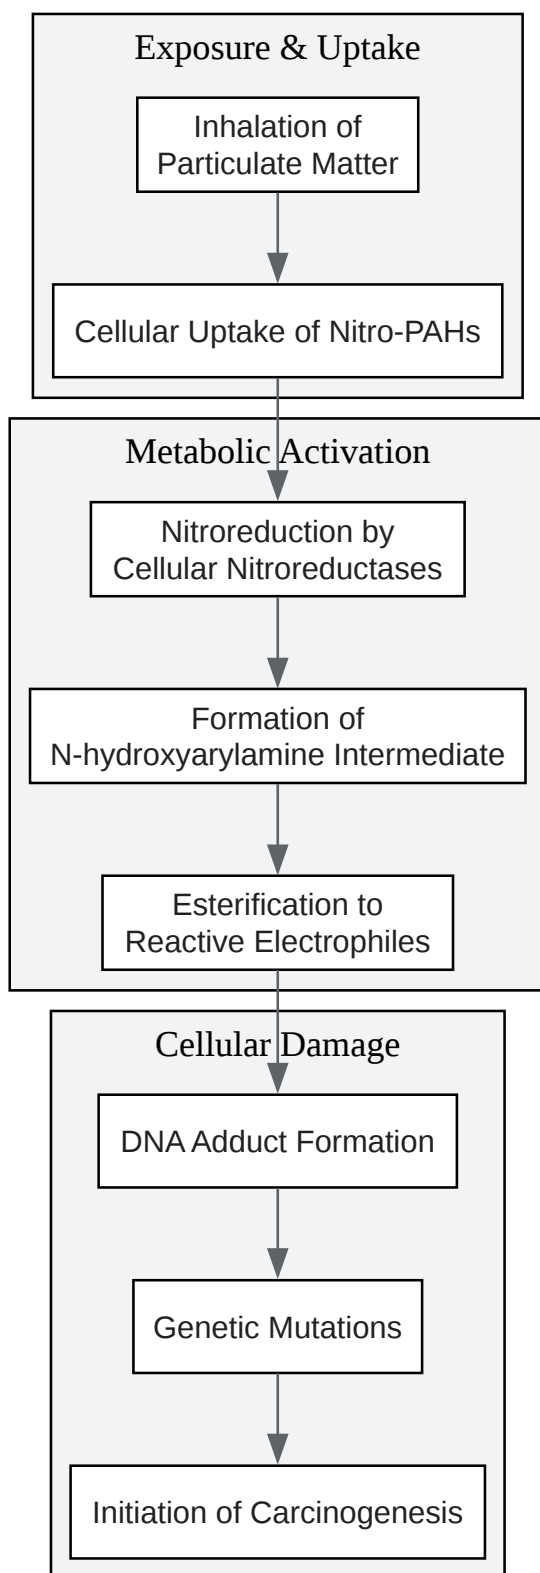 Exposure & Uptake
Inhalation of
Particulate Matter
Cellular Uptake of Nitro-PAHs
Metabolic Activation
Nitroreduction by
Cellular Nitroreductases
Formation of
N-hydroxyarylamine Intermediate
Esterification to
Reactive Electrophiles
Cellular Damage
DNA Adduct Formation
Genetic Mutations
Initiation of Carcinogenesis